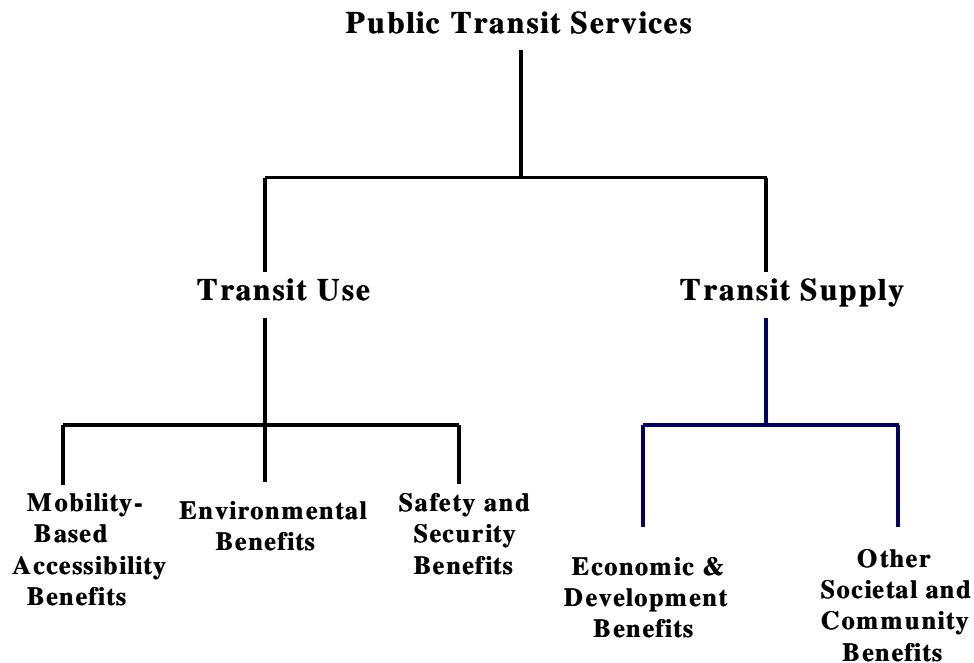 Public Transit Services
Transit Use
Transit Supply
Mobility-
Based
Accessibility
Benefits
Environmental
Benefits
Safety and
Security
Benefits
Economic &
Development
Benefits
Other
Societal and
Community
Benefits